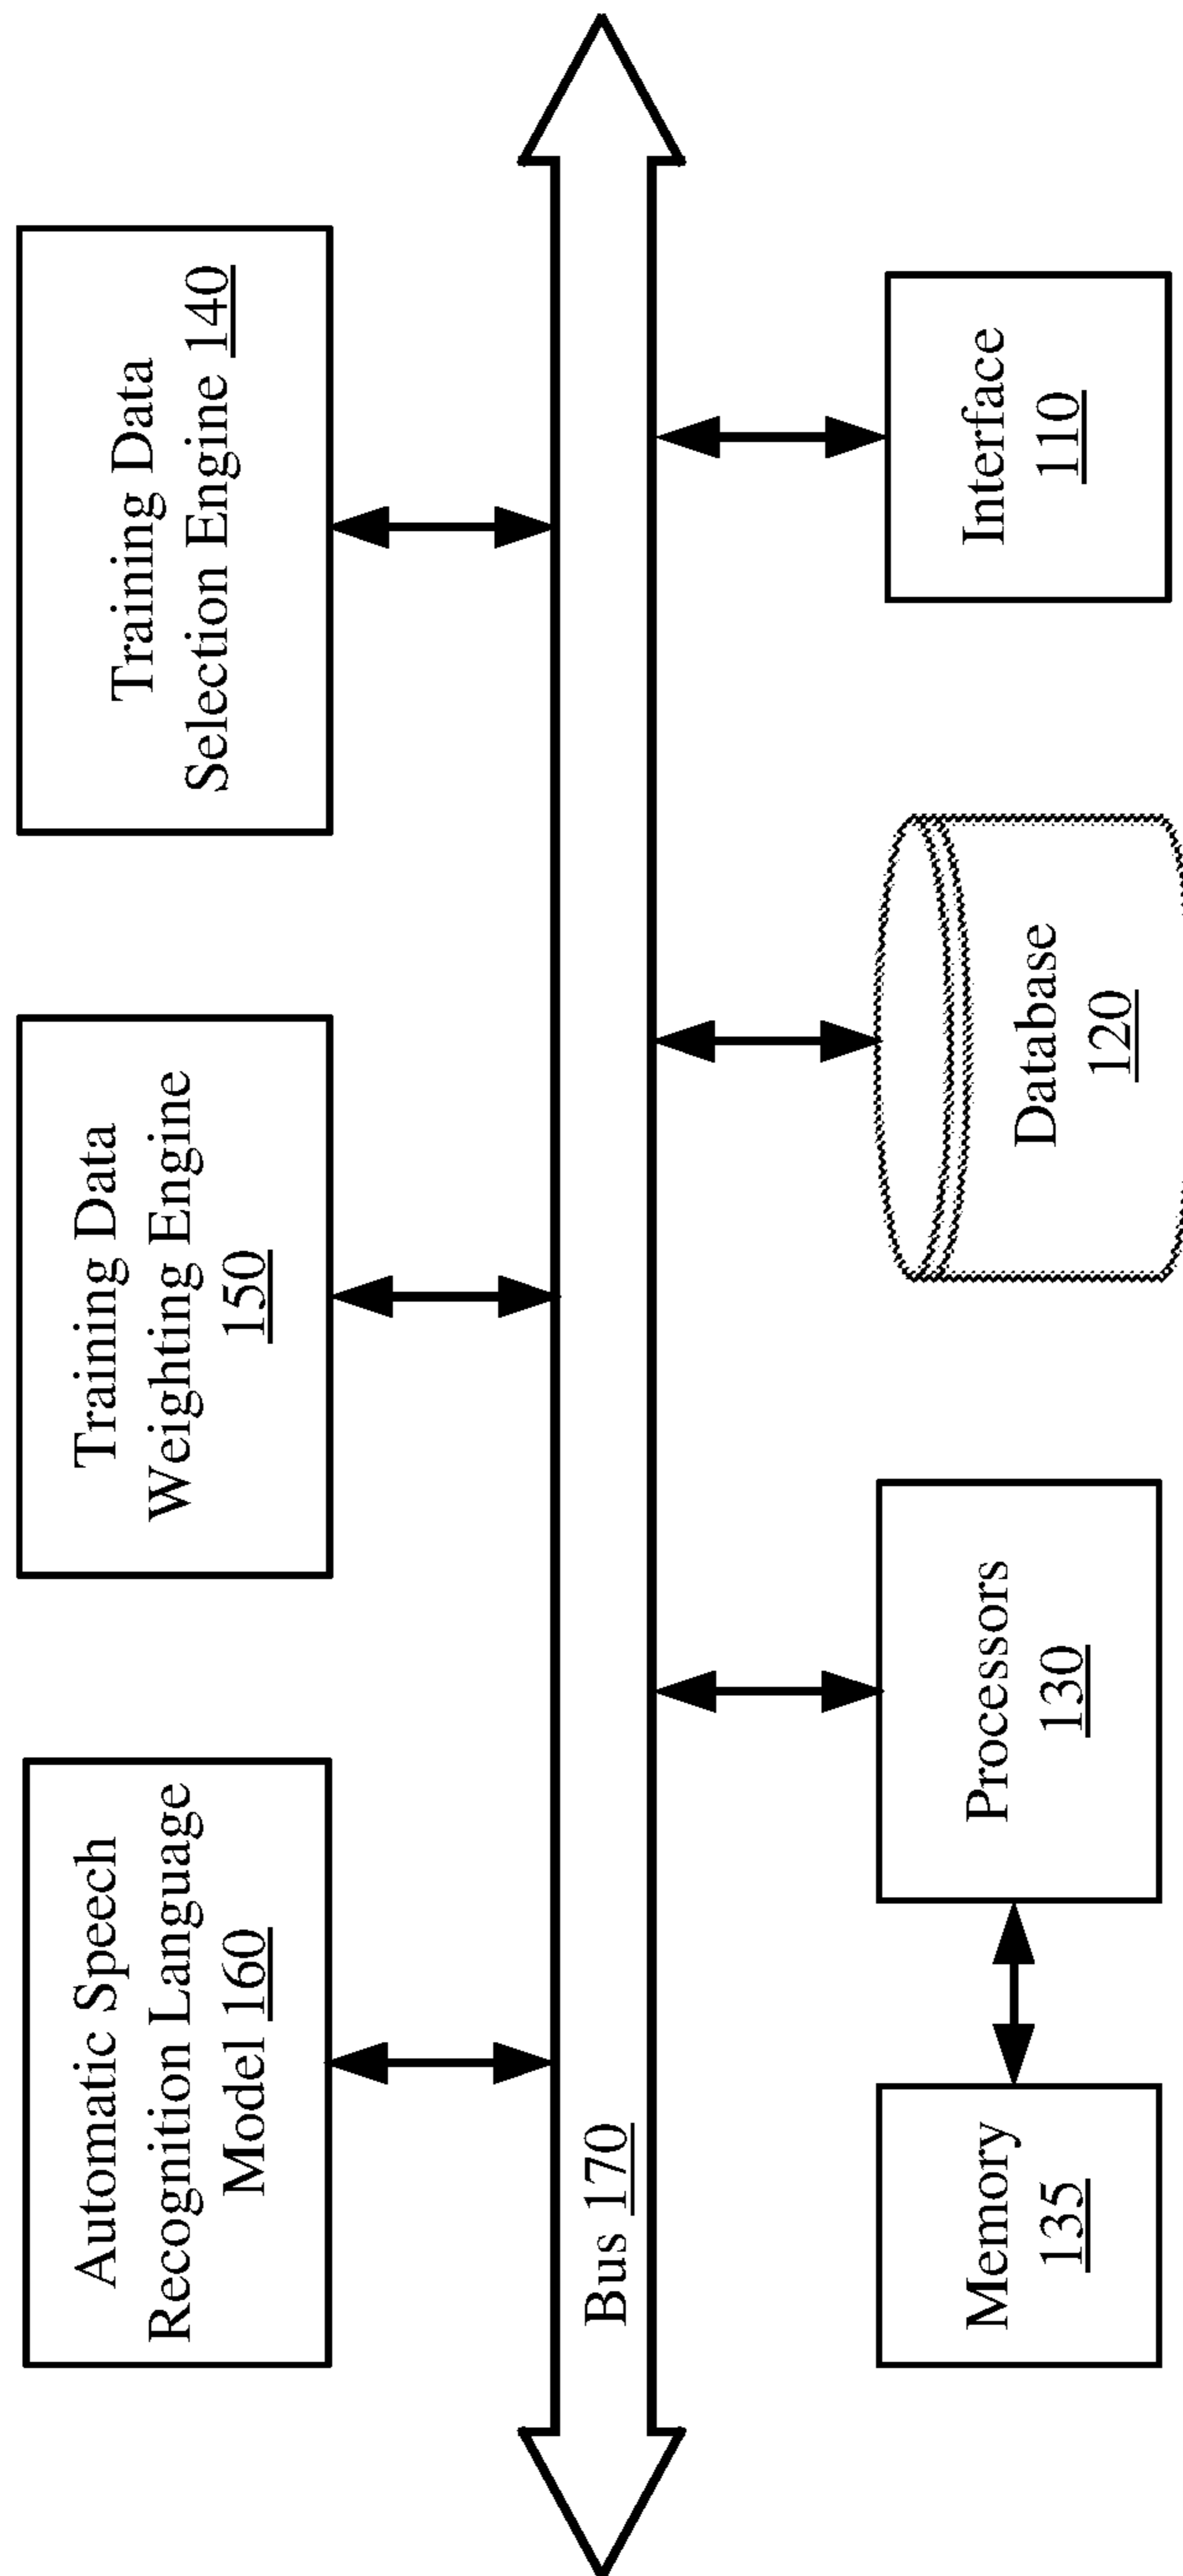 Automatic Speech
Recognition Language
Model 160
Training Data
Weighting Engine
150
Training Data
Selection Engine 140
Bus 170
Memory
135
Processors
130
Database
120
Interface
110